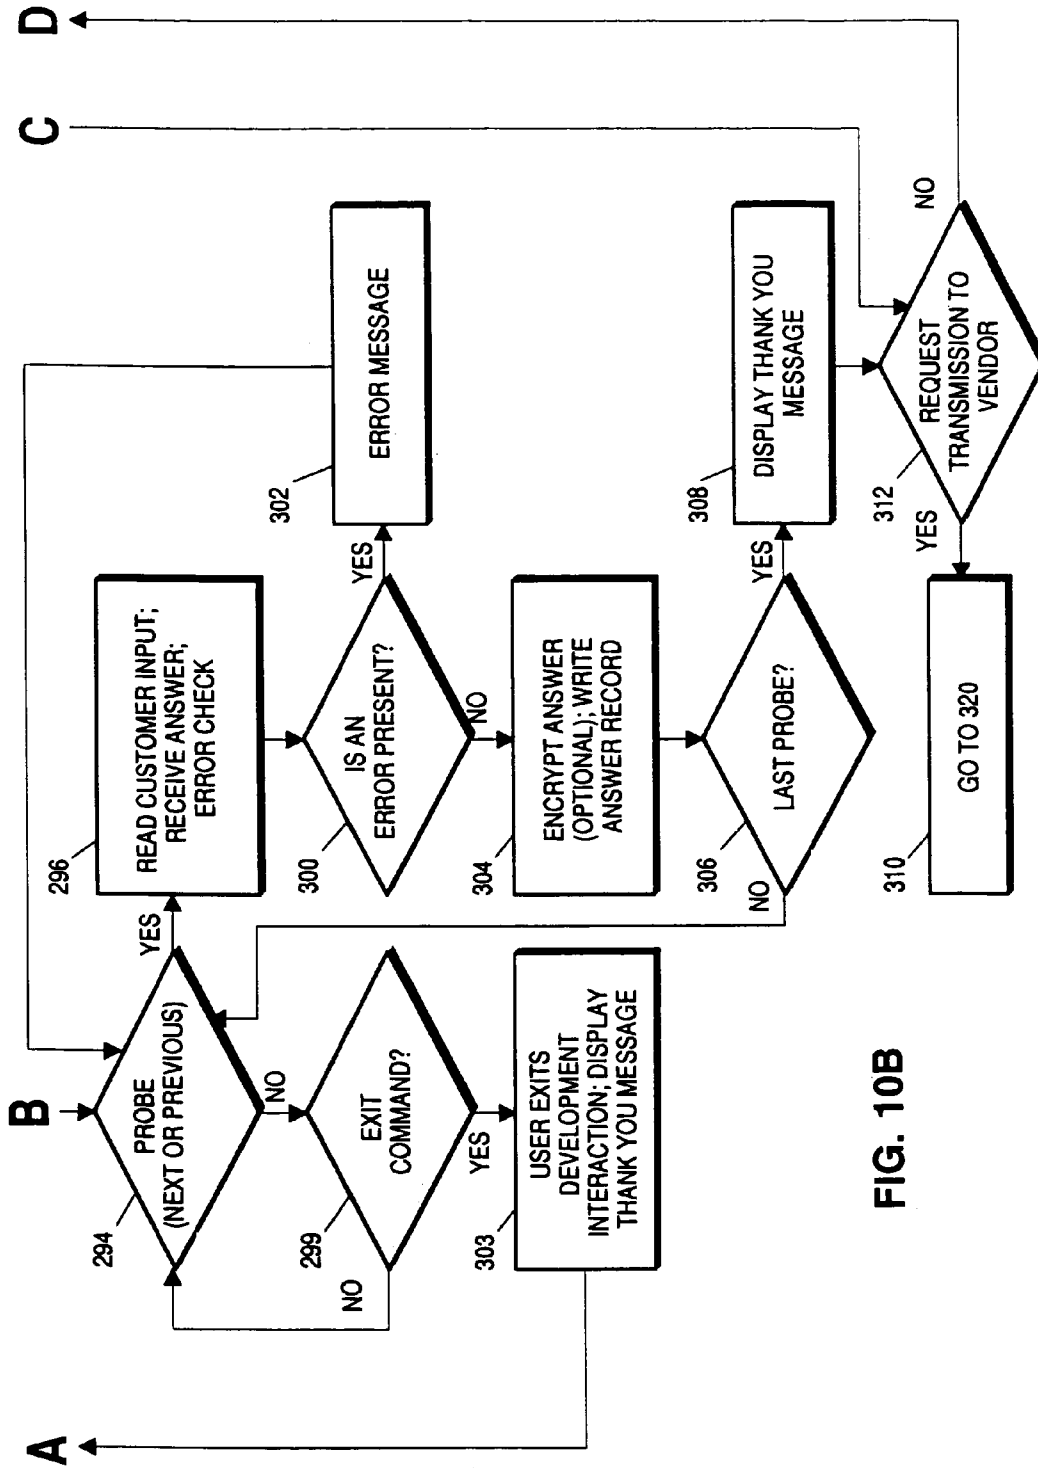 A
B
C
D
294
PROBE
(NEXT OR PREVIOUS)
YES
NO
296
READ CUSTOMER INPUT;
RECEIVE ANSWER;
ERROR CHECK
299
EXIT
COMMAND?
NO
YES
300
IS AN
ERROR PRESENT?
YES
NO
302
ERROR MESSAGE
303
USER EXITS
DEVELOPMENT
INTERACTION; DISPLAY
THANK YOU MESSAGE
304
ENCRYPT ANSWER
(OPTIONAL); WRITE
ANSWER RECORD
306
LAST PROBE?
NO
YES
308
DISPLAY THANK YOU
MESSAGE
310
GO TO 320
312
REQUEST
TRANSMISSION TO
VENDOR
YES
NO
FIG. 10B